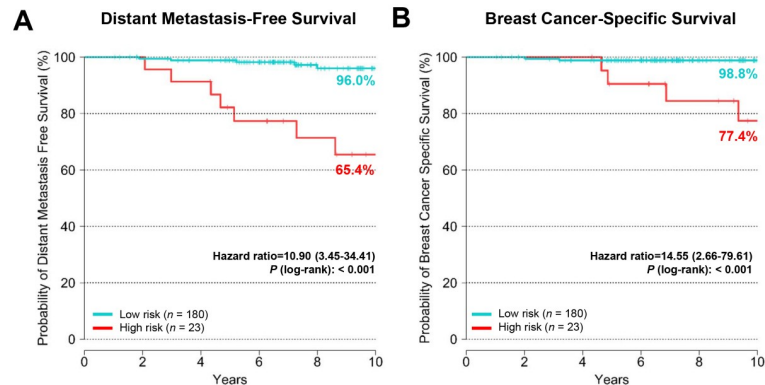 A
Distant Metastasis-Free Survival
Probability of Distant Metastasis Free Survival (%)
100
80
60
40
20
0
96.0%
65.4%
Hazard ratio=10.90 (3.45-34.41)
P (log-rank): < 0.001
Low risk (n = 180)
High risk (n = 23)
0 2 4 6 8 10
Years
B
Breast Cancer-Specific Survival
Probability of Breast Cancer Specific Survival (%)
100
80
60
40
20
0
98.8%
77.4%
Hazard ratio=14.55 (2.66-79.61)
P (log-rank): < 0.001
Low risk (n = 180)
High risk (n = 23)
0 2 4 6 8 10
Years